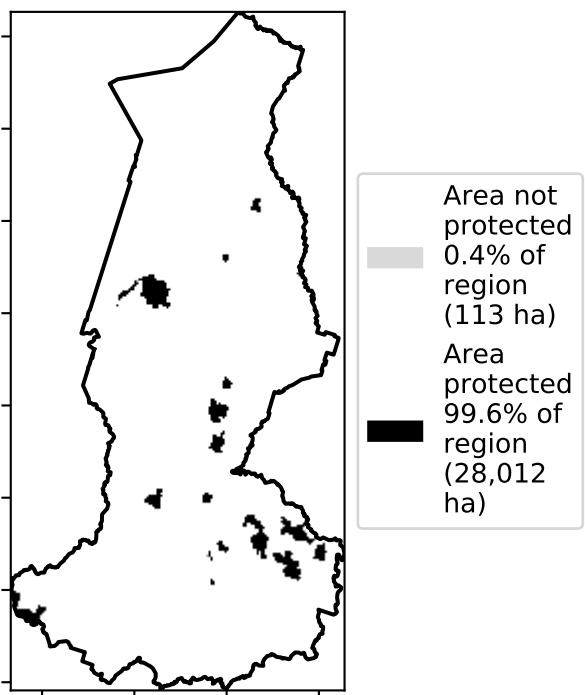 Area not
protected
0.4% of
region
(113 ha)
Area
protected
99.6% of
region
(28,012
ha)